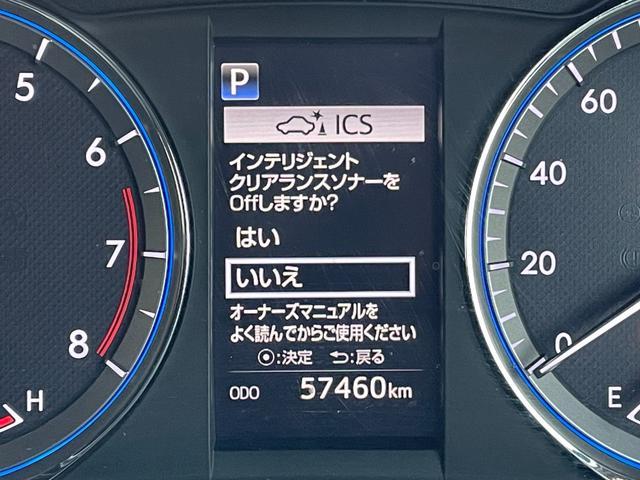 P
ICS
インテリジェント
クリアランスソナーを
Offしますか?
はい
いいえ
オーナーズマニュアルを
よく読んでからご使用ください
:決定 :戻る
ODO 57460km
5
6
7
8
H
60
40
20
0
E